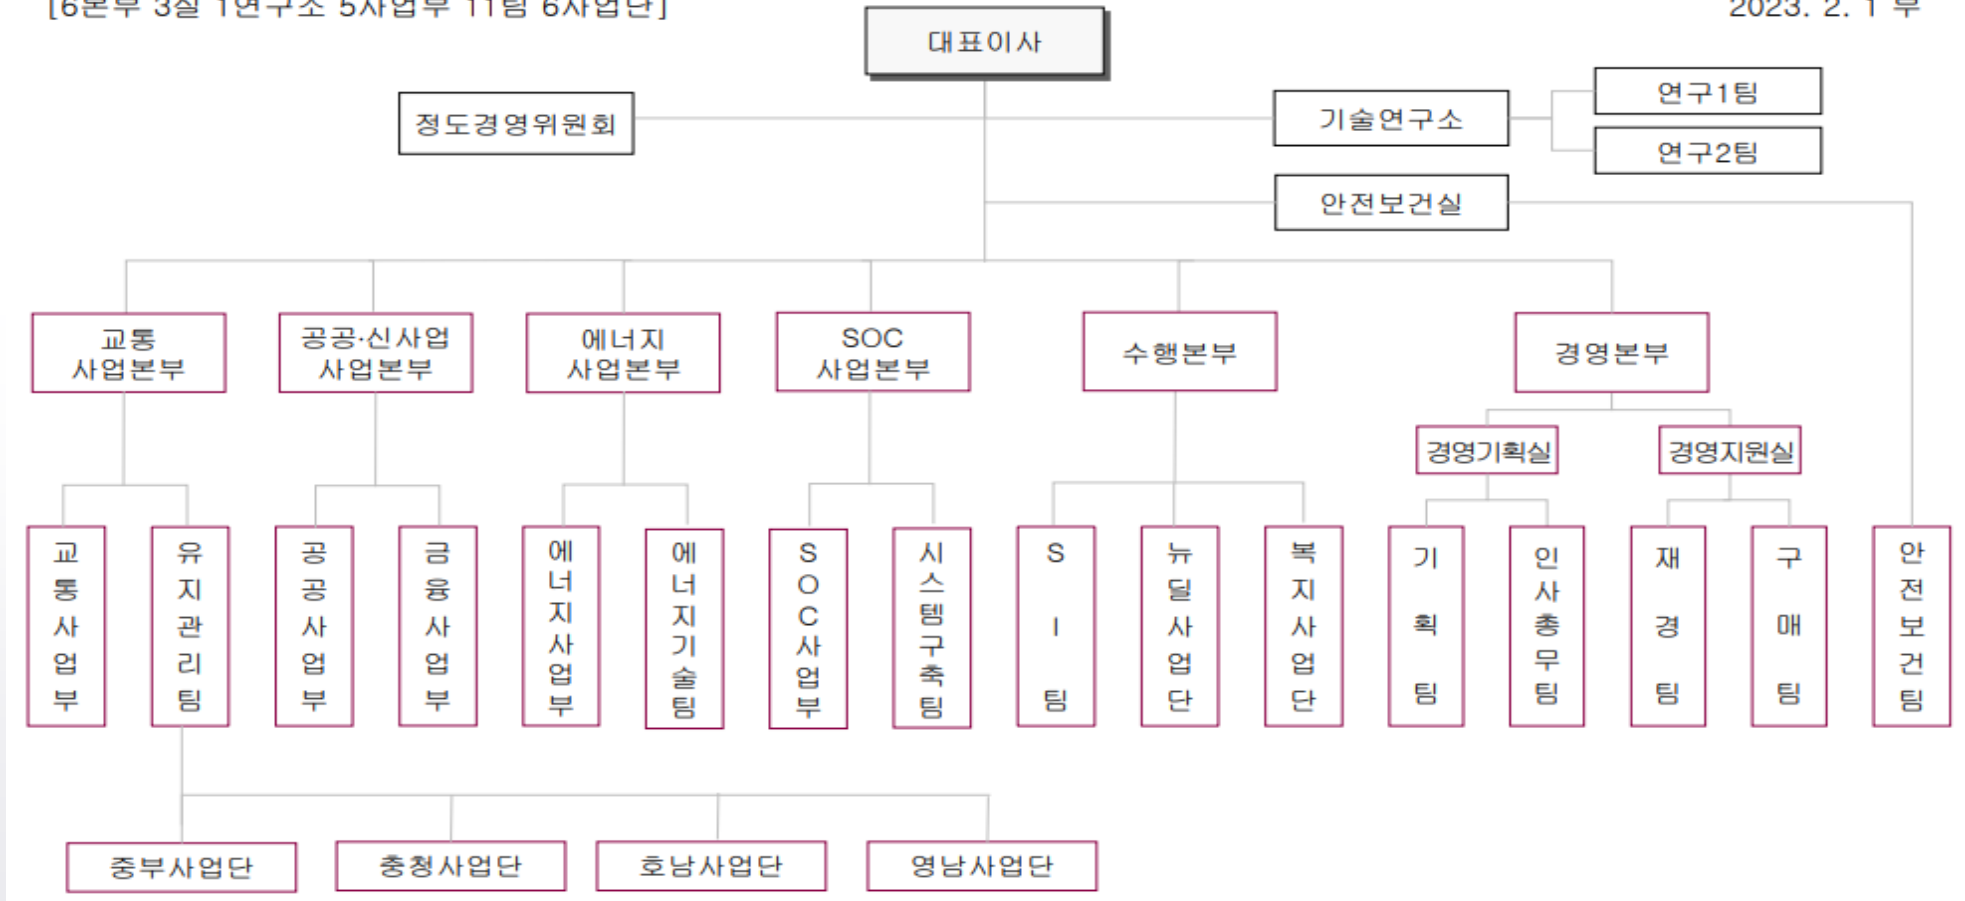 [6본부 3실 1연구소 5사업부 11팀 6사업단]
2023. 2. 1 부
대표이사
정도경영위원회
기술연구소
연구1팀
연구2팀
안전보건실
교통
사업본부
공공·신사업
사업본부
에너지
사업본부
SOC
사업본부
수행본부
경영본부
경영기획실
경영지원실
교통사업부
유지관리팀
공공사업부
금융사업부
에너지사업부
에너지기술팀
SOC사업부
시스템구축팀
SI팀
뉴딜사업단
복지사업단
기획팀
인사총무팀
재경팀
구매팀
안전보건팀
중부사업단
충청사업단
호남사업단
영남사업단